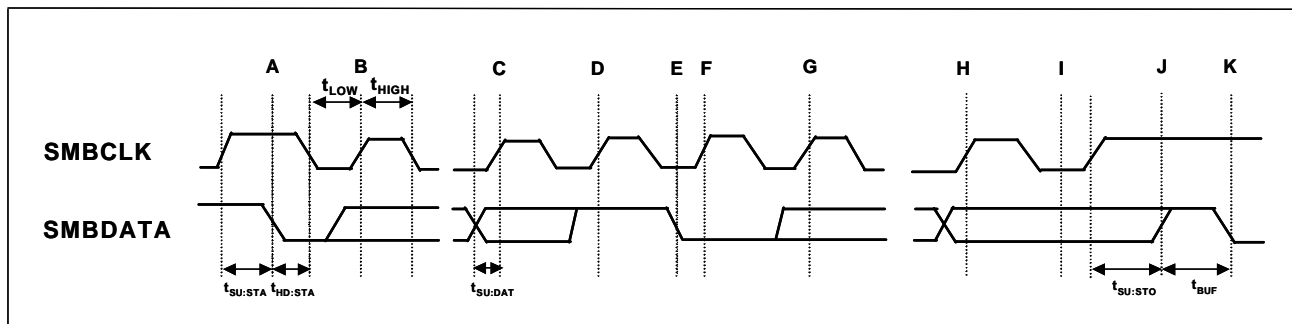 A B C D E F G H I J K
tLOW tHIGH
SMBCLK
SMBDATA
tSU:STA tHD:STA tSU:DAT tSU:STO tBUF